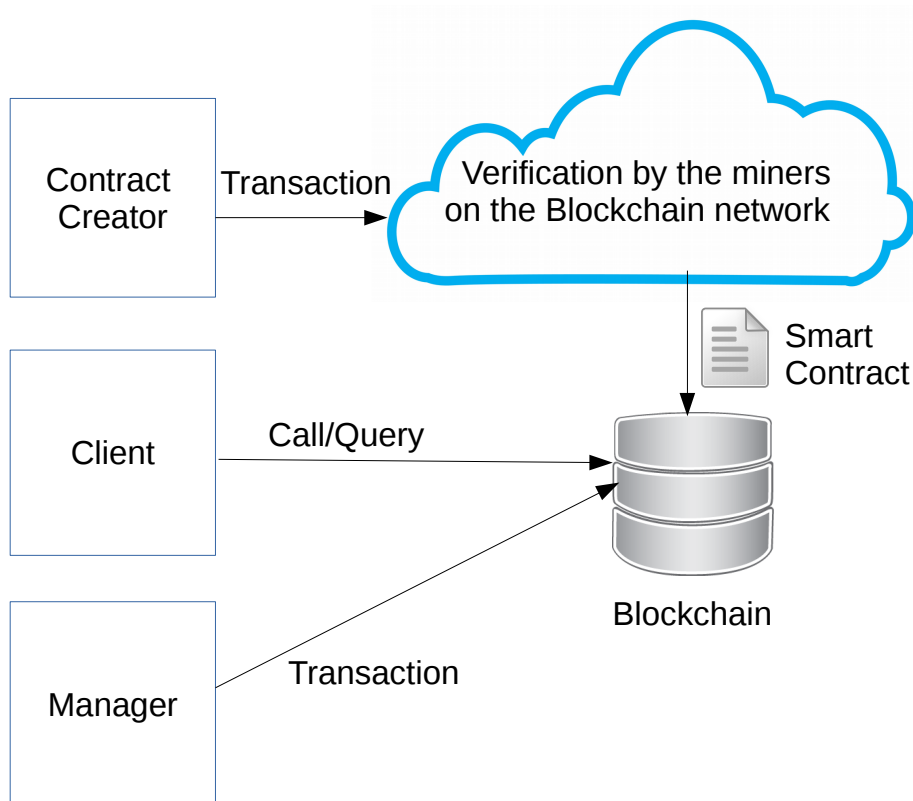 Contract
Creator
Transaction
Verification by the miners
on the Blockchain network
Smart
Contract
Client
Call/Query
Blockchain
Manager
Transaction